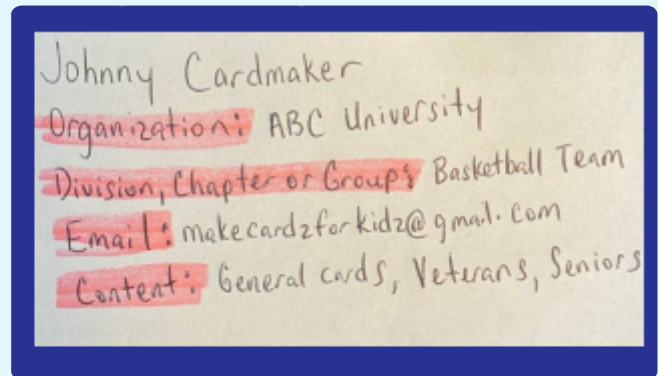 Johnny Cardmaker
Organization: ABC University
Division, Chapter or Group: Basketball Team
Email: makecardzforkidz@gmail.com
Content: General cards, Veterans, Seniors